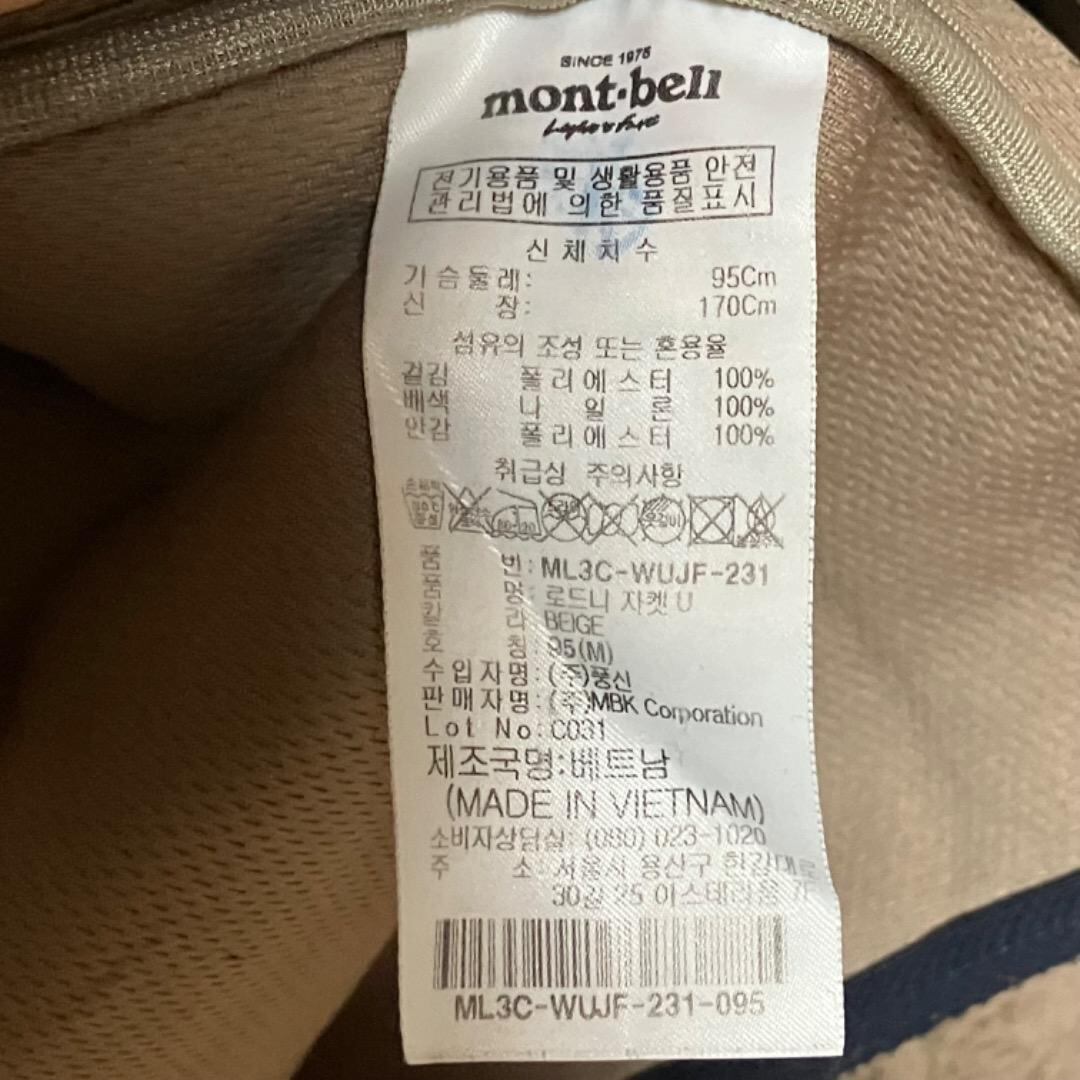 SINCE 1975
mont·bell
전기용품 및 생활용품 안전
관리법에 의한 품질표시
신체치수
가슴둘레: 95Cm
신 장: 170Cm
섬유의 조성 또는 혼용율
겉감 폴리에스터 100%
배색 나 일 론 100%
안감 폴리에스터 100%
취급상 주의사항
품 번: ML3C-WUJF-231
품 명: 로드니 자켓 U
칼 라: BEIGE
호 칭: 95(M)
수입자명: (주)풍신
판매자명: (주)MBK Corporation
Lot No: C031
제조국명:베트남
(MADE IN VIETNAM)
소비자상담실: (080) 023-1020
주 소: 서울시 용산구 한강대로
30길 25 아스테리움
ML3C-WUJF-231-095